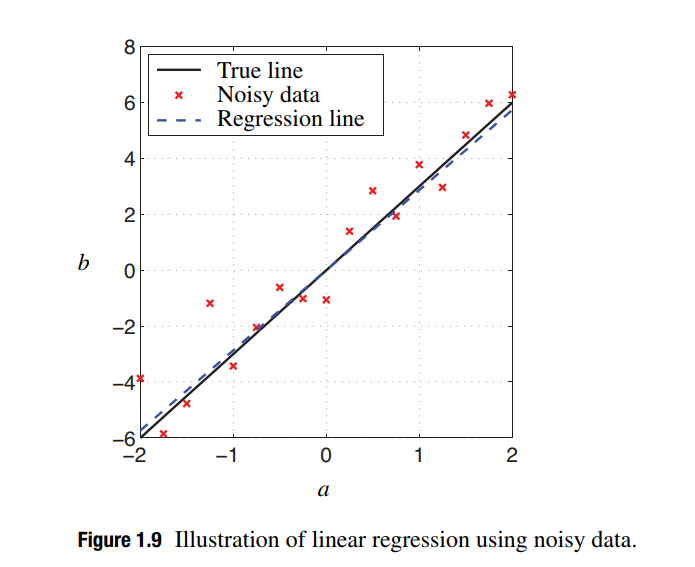 8
True line
Noisy data
Regression line
6
4
2
b
0
−2
−4
−6
−2 −1 0 1 2
a
Figure 1.9 Illustration of linear regression using noisy data.